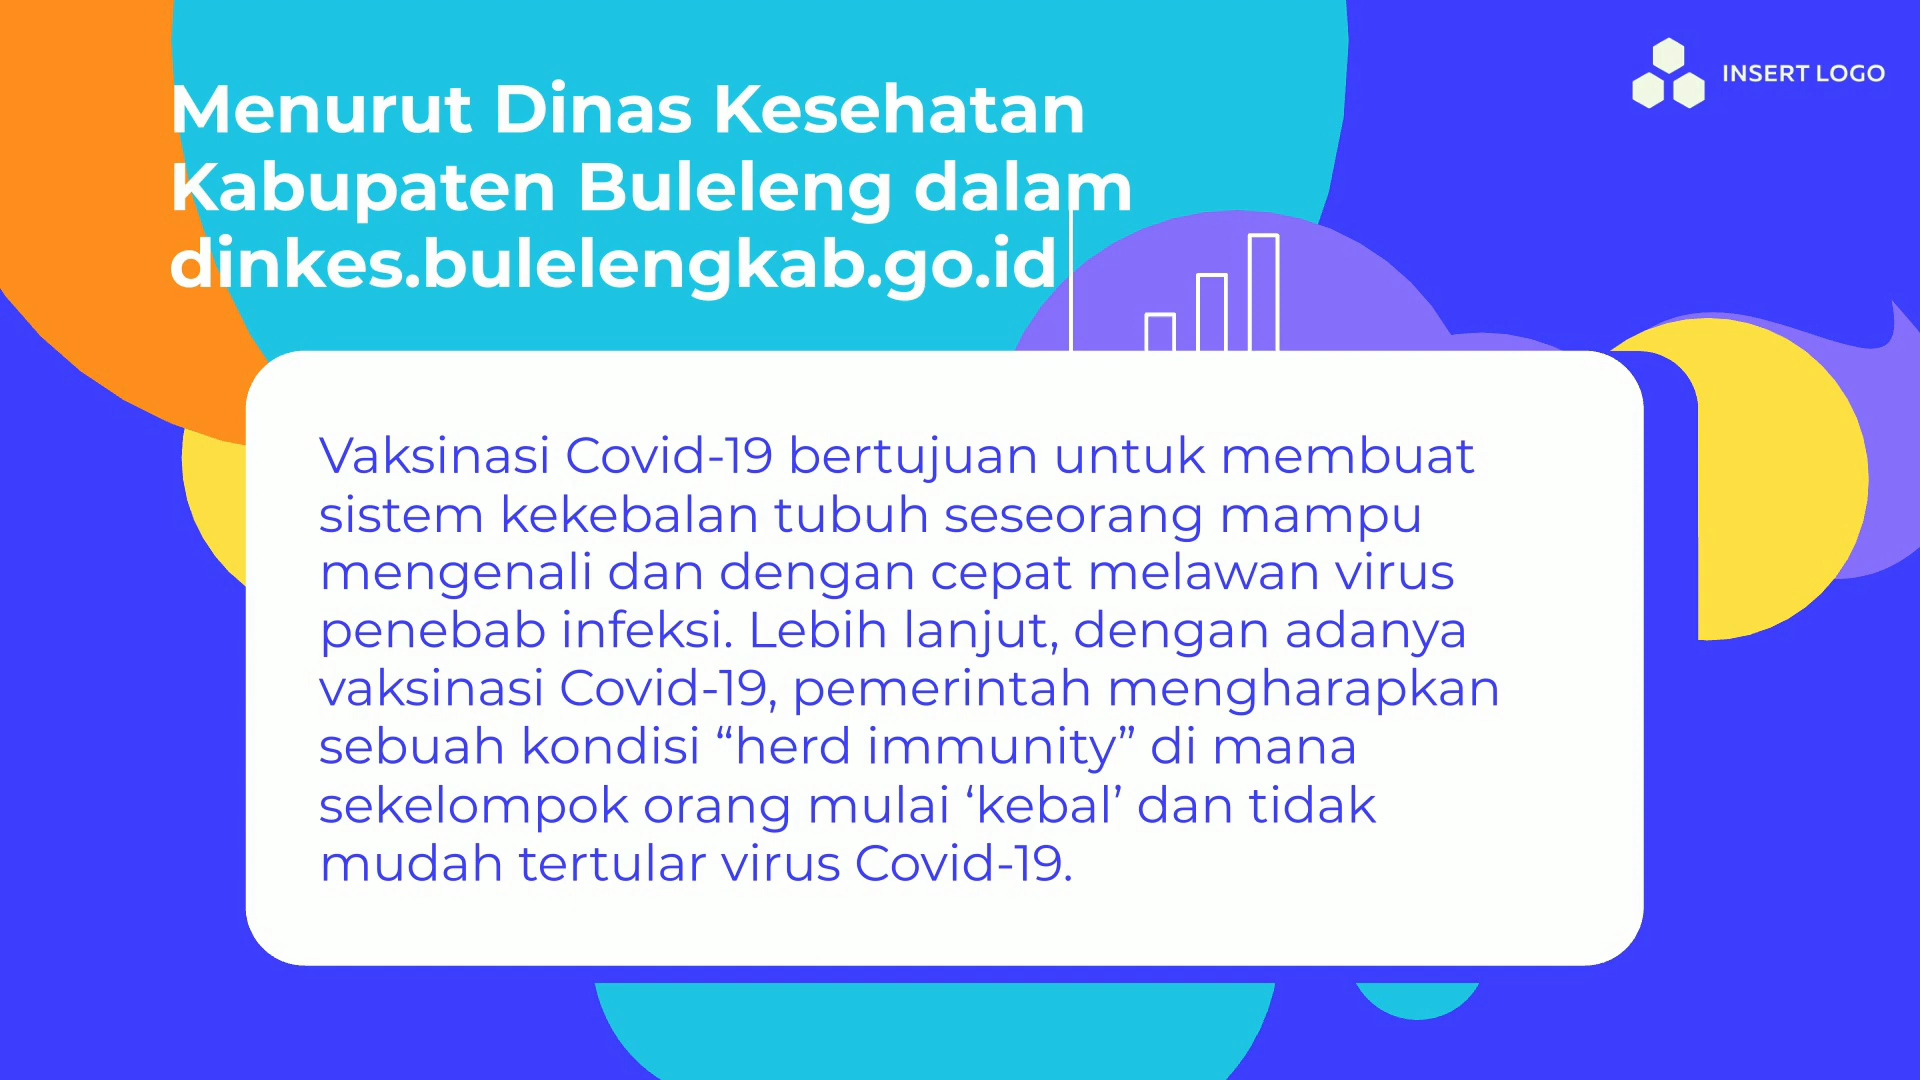 Menurut Dinas Kesehatan
Kabupaten Buleleng dalam
dinkes.bulelengkab.go.id
INSERT LOGO
Vaksinasi Covid-19 bertujuan untuk membuat
sistem kekebalan tubuh seseorang mampu
mengenali dan dengan cepat melawan virus
penebab infeksi. Lebih lanjut, dengan adanya
vaksinasi Covid-19, pemerintah mengharapkan
sebuah kondisi “herd immunity” di mana
sekelompok orang mulai ‘kebal’ dan tidak
mudah tertular virus Covid-19.